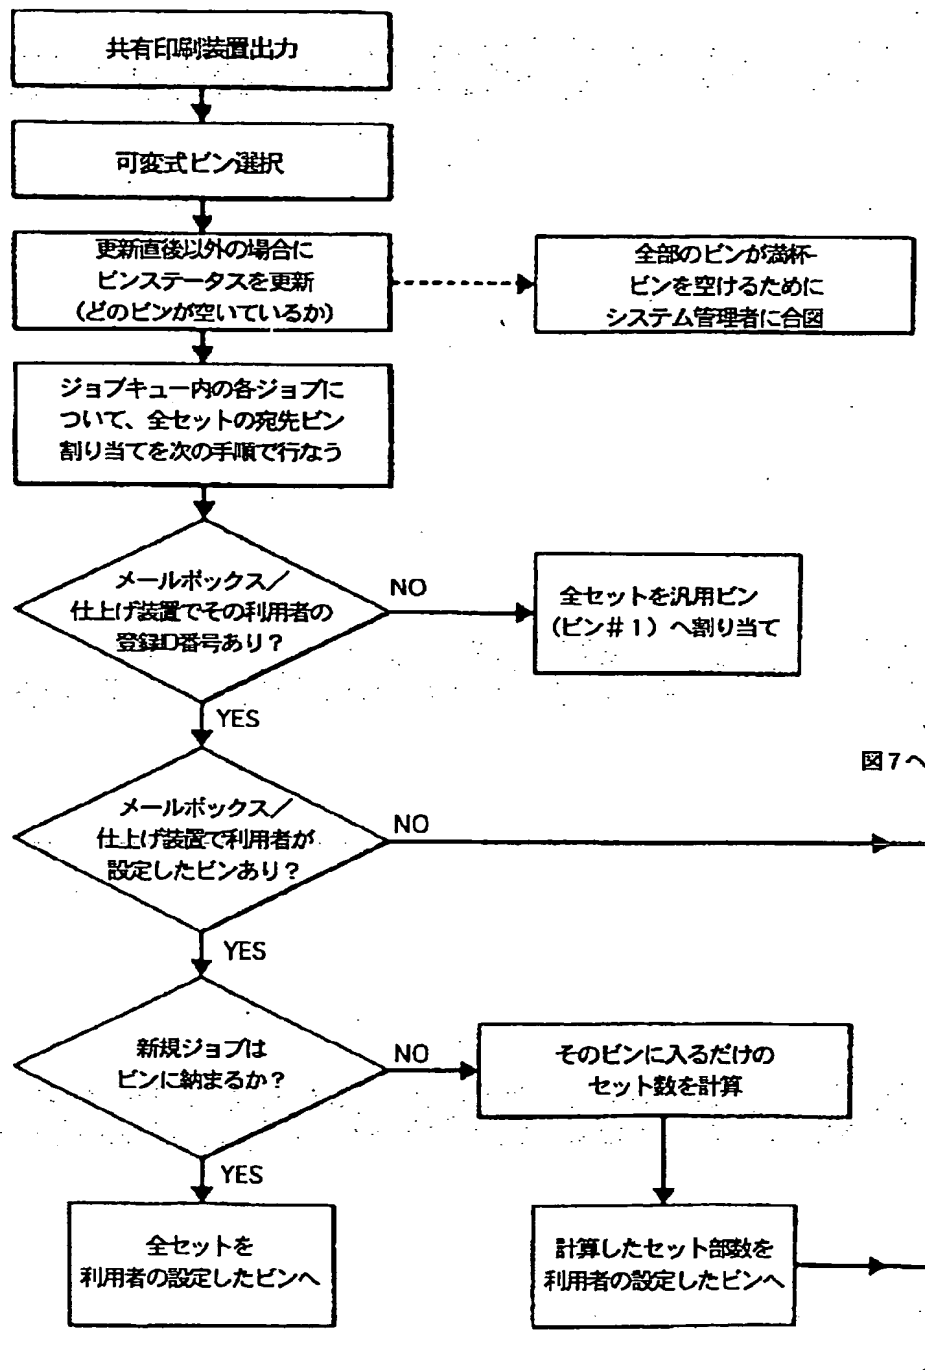 共有印刷装置出力
可変式ビン選択
更新直後以外の場合に
ビンステータスを更新
(どのビンが空いているか)
全部のビンが満杯-
ビンを空けるために
システム管理者に合図
ジョブキュー内の各ジョブに
ついて、全セットの宛先ビン
割り当てを次の手順で行なう
メールボックス/
仕上げ装置でその利用者の
登録ID番号あり?
NO
全セットを汎用ビン
(ビン#1)へ割り当て
YES
図7へ
メールボックス/
仕上げ装置で利用者が
設定したビンあり?
NO
YES
新規ジョブは
ビンに納まるか?
NO
そのビンに入るだけの
セット数を計算
YES
全セットを
利用者の設定したビンへ
計算したセット部数を
利用者の設定したビンへ